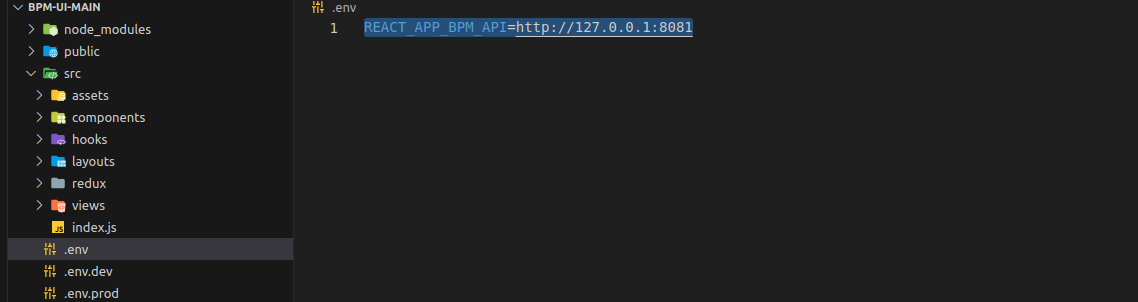 BPM-UI-MAIN
node_modules
public
src
assets
components
hooks
layouts
redux
views
JS index.js
.env
.env.dev
.env.prod
.env
1 REACT_APP_BPM_API=http://127.0.0.1:8081